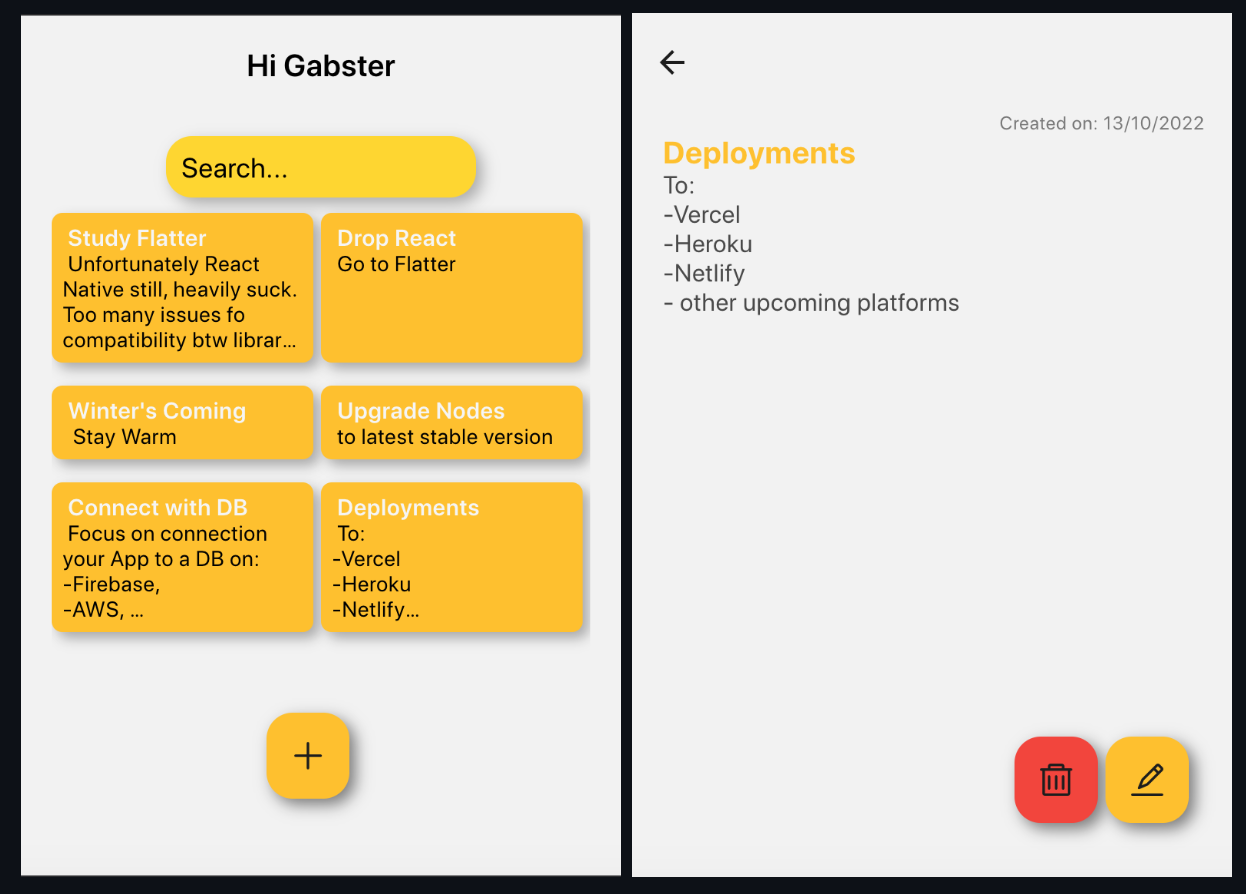 Hi Gabster
Search...
Study Flatter
Unfortunately React
Native still, heavily suck.
Too many issues fo
compatibility btw librar...
Drop React
Go to Flatter
Winter's Coming
Stay Warm
Upgrade Nodes
to latest stable version
Connect with DB
Focus on connection
your App to a DB on:
-Firebase,
-AWS, ...
Deployments
To:
-Vercel
-Heroku
-Netlify...
Created on: 13/10/2022
Deployments
To:
-Vercel
-Heroku
-Netlify
- other upcoming platforms